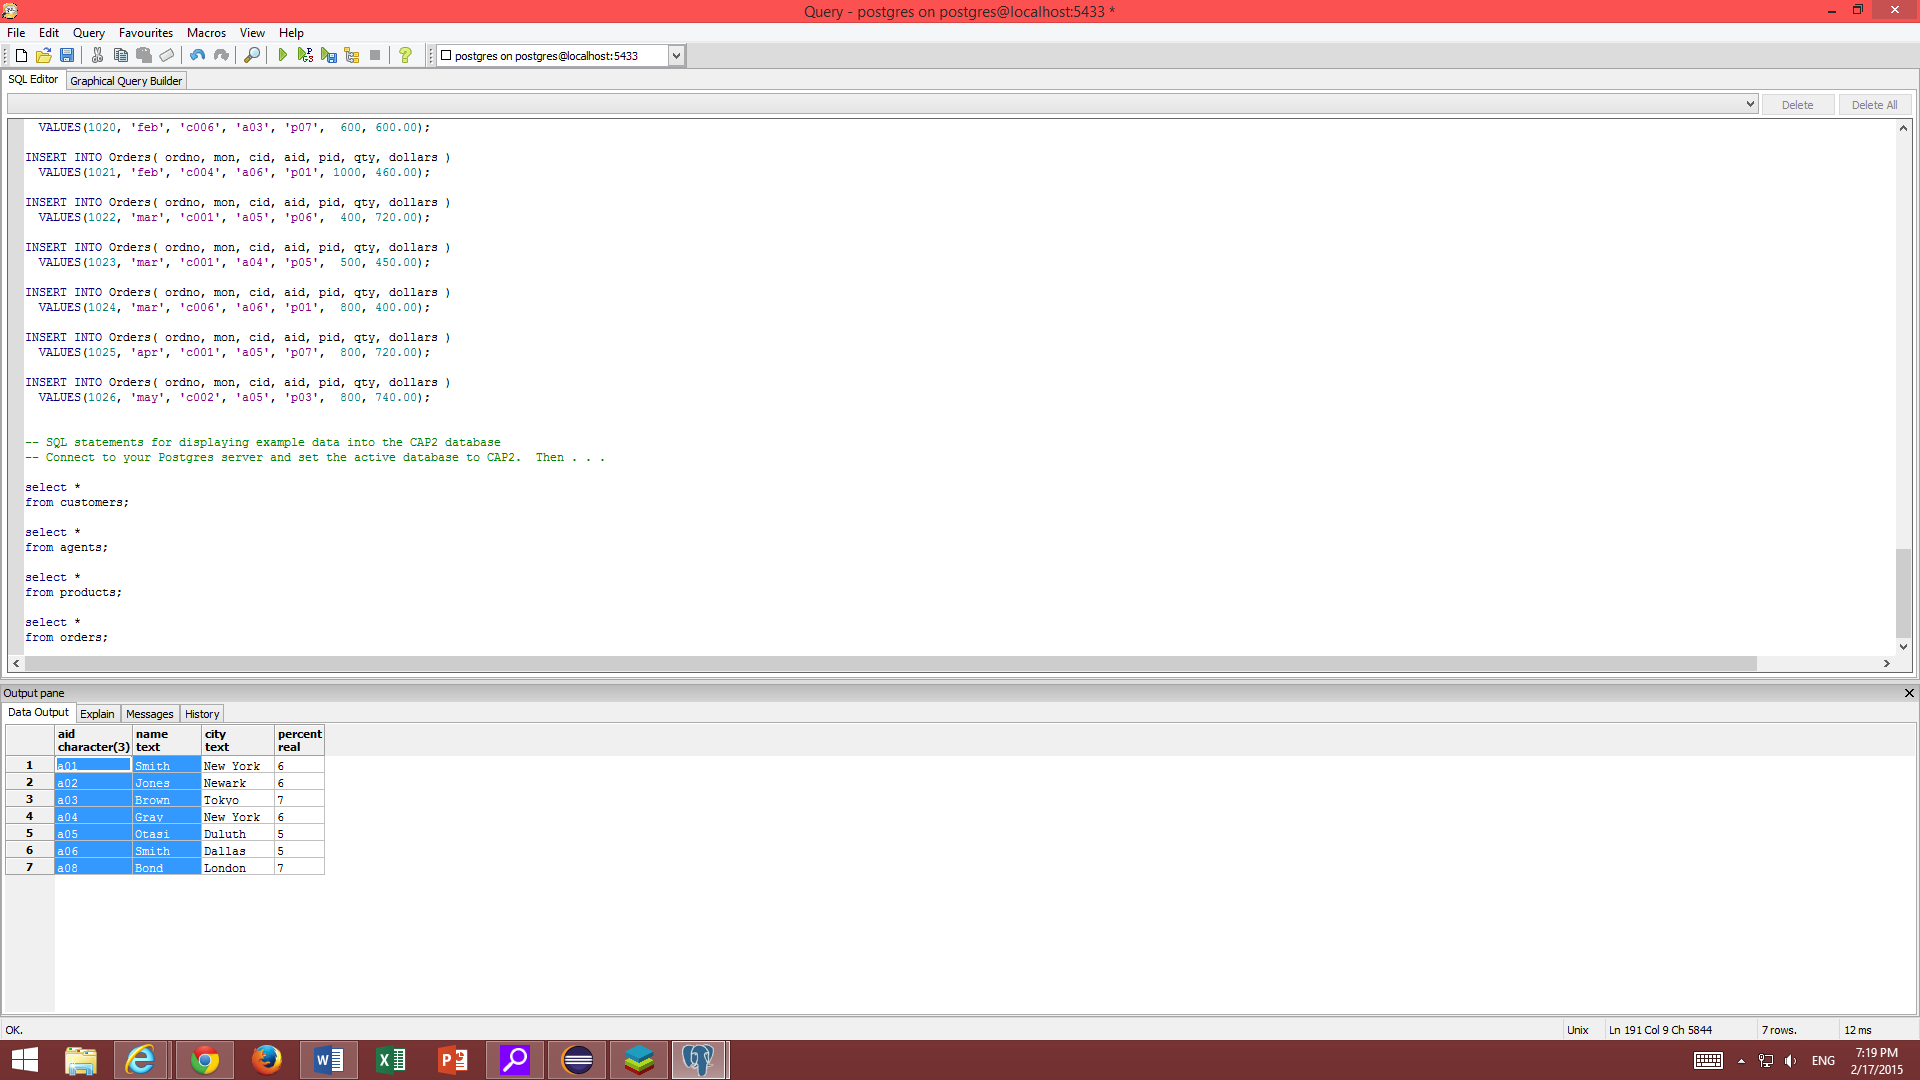 Query - postgres on postgres@localhost:5433 *
File Edit Query Favourites Macros View Help
postgres on postgres@localhost:5433
SQL Editor Graphical Query Builder
Delete Delete All
VALUES(1020, 'feb', 'c006', 'a03', 'p07', 600, 600.00);
INSERT INTO Orders( ordno, mon, cid, aid, pid, qty, dollars )
VALUES(1021, 'feb', 'c004', 'a06', 'p01', 1000, 460.00);
INSERT INTO Orders( ordno, mon, cid, aid, pid, qty, dollars )
VALUES(1022, 'mar', 'c001', 'a05', 'p06', 400, 720.00);
INSERT INTO Orders( ordno, mon, cid, aid, pid, qty, dollars )
VALUES(1023, 'mar', 'c001', 'a04', 'p05', 500, 450.00);
INSERT INTO Orders( ordno, mon, cid, aid, pid, qty, dollars )
VALUES(1024, 'mar', 'c006', 'a06', 'p01', 800, 400.00);
INSERT INTO Orders( ordno, mon, cid, aid, pid, qty, dollars )
VALUES(1025, 'apr', 'c001', 'a05', 'p07', 800, 720.00);
INSERT INTO Orders( ordno, mon, cid, aid, pid, qty, dollars )
VALUES(1026, 'may', 'c002', 'a05', 'p03', 800, 740.00);
-- SQL statements for displaying example data into the CAP2 database
-- Connect to your Postgres server and set the active database to CAP2. Then . . .
select *
from customers;
select *
from agents;
select *
from products;
select *
from orders;
Output pane
Data Output Explain Messages History
aid name city percent
character(3) text text real
1 a01 Smith New York 6
2 a02 Jones Newark 6
3 a03 Brown Tokyo 7
4 a04 Gray New York 6
5 a05 Otasi Duluth 5
6 a06 Smith Dallas 5
7 a08 Bond London 7
OK. Unix Ln 191 Col 9 Ch 5844 7 rows. 12 ms
ENG 7:19 PM
2/17/2015